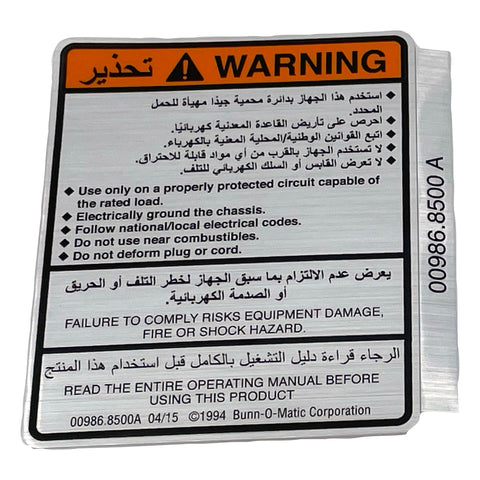 تحذير WARNING
◆ استخدم هذا الجهاز بدائرة محمية جيدًا مهيأة للحمل
المحدد.
◆ احرص على تأريض القاعدة المعدنية كهربائيًا.
◆ اتبع القوانين الوطنية/المحلية المعنية بالكهرباء.
◆ لا تستخدم الجهاز بالقرب من أي مواد قابلة للاحتراق.
◆ لا تعرض القابس أو السلك الكهربائي للتلف.
◆ Use only on a properly protected circuit capable of
the rated load.
◆ Electrically ground the chassis.
◆ Follow national/local electrical codes.
◆ Do not use near combustibles.
◆ Do not deform plug or cord.
يعرض عدم الالتزام بما سبق الجهاز لخطر التلف أو الحريق
أو الصدمة الكهربائية.
FAILURE TO COMPLY RISKS EQUIPMENT DAMAGE,
FIRE OR SHOCK HAZARD.
الرجاء قراءة دليل التشغيل بالكامل قبل استخدام هذا المنتج
READ THE ENTIRE OPERATING MANUAL BEFORE
USING THIS PRODUCT
00986.8500A 04/15 ©1994 Bunn-O-Matic Corporation
00986.8500 A